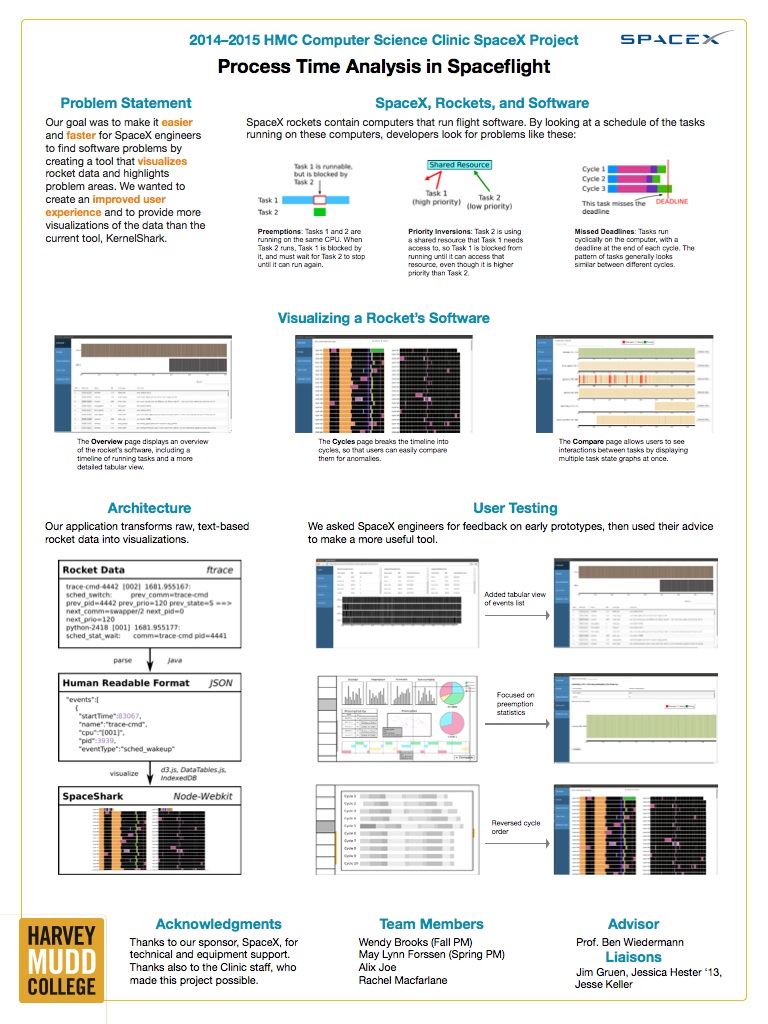 2014–2015 HMC Computer Science Clinic SpaceX Project
SPACEX
Process Time Analysis in Spaceflight
Problem Statement
Our goal was to make it easier
and faster for SpaceX engineers
to find software problems by
creating a tool that visualizes
rocket data and highlights
problem areas. We wanted to
create an improved user
experience and to provide more
visualizations of the data than the
current tool, KernelShark.
SpaceX, Rockets, and Software
SpaceX rockets contain computers that run flight software. By looking at a schedule of the tasks
running on these computers, developers look for problems like these:
Task 1 is runnable,
but is blocked by
Task 2
Task 1
Task 2
Preemptions: Tasks 1 and 2 are
running on the same CPU. When
Task 2 runs, Task 1 is blocked by
it, and must wait for Task 2 to stop
until it can run again.
Shared Resource
Task 1
(high priority)
Task 2
(low priority)
Priority Inversions: Task 2 is using
a shared resource that Task 1 needs
access to, so Task 1 is blocked from
running until it can access that
resource, even though it is higher
priority than Task 2.
Cycle 1
Cycle 2
Cycle 3
This task misses the
deadline
DEADLINE
Missed Deadlines: Tasks run
cyclically on the computer, with a
deadline at the end of each cycle. The
pattern of tasks generally looks
similar between different cycles.
Visualizing a Rocket's Software
The Overview page displays an overview
of the rocket's software, including a
timeline of running tasks and a more
detailed tabular view.
The Cycles page breaks the timeline into
cycles, so that users can easily compare
them for anomalies.
The Compare page allows users to see
interactions between tasks by displaying
multiple task state graphs at once.
Architecture
Our application transforms raw, text-based
rocket data into visualizations.
Rocket Data ftrace
trace-cmd-4442 [002] 1681.955167:
sched_switch: prev_comm=trace-cmd
prev_pid=4442 prev_prio=120 prev_state=S ==>
next_comm=swapper/2 next_pid=0
next_prio=120
python-2418 [001] 1681.955177:
sched_stat_wait: comm=trace-cmd pid=4441
parse Java
Human Readable Format JSON
"events":[
{
"startTime":83067,
"name":"trace-cmd",
"cpu":"[001]",
"pid":3939,
"eventType":"sched_wakeup"
visualize d3.js, DataTables.js,
IndexedDB
SpaceShark Node-Webkit
User Testing
We asked SpaceX engineers for feedback on early prototypes, then used their advice
to make a more useful tool.
Added tabular view
of events list
Focused on
preemption
statistics
Cycle 1
Cycle 2
Cycle 3
Cycle 4
Cycle 5
Cycle 6
Cycle 7
Cycle 8
Cycle 9
Cycle 10
Reversed cycle
order
HARVEY
MUDD
COLLEGE
Acknowledgments
Thanks to our sponsor, SpaceX, for
technical and equipment support.
Thanks also to the Clinic staff, who
made this project possible.
Team Members
Wendy Brooks (Fall PM)
May Lynn Forssen (Spring PM)
Alix Joe
Rachel Macfarlane
Advisor
Prof. Ben Wiedermann
Liaisons
Jim Gruen, Jessica Hester '13,
Jesse Keller